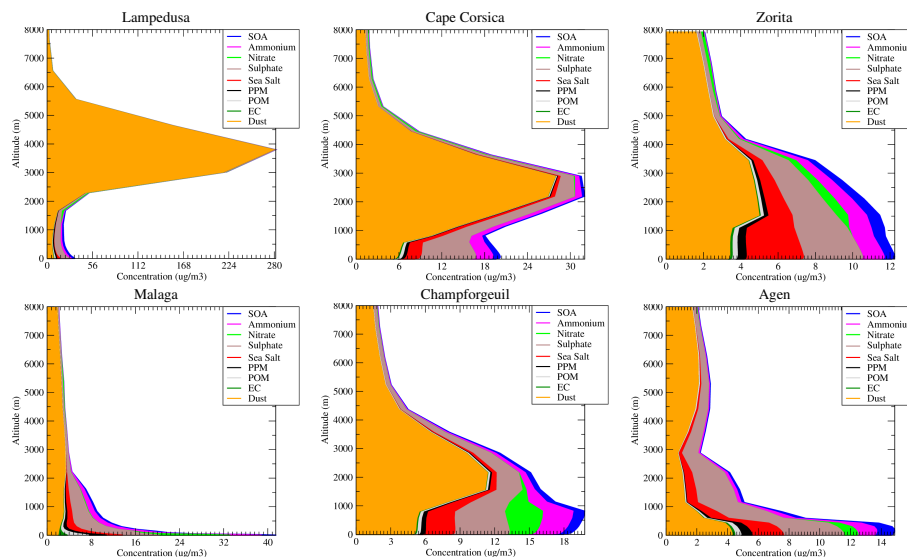 Lampedusa
8000
7000
6000
5000
4000
3000
2000
1000
0
Altitude (m)
SOA
Ammonium
Nitrate
Sulphate
Sea Salt
PPM
POM
EC
Dust
0 56 112 168 224 280
Concentration (ug/m3)
Cape Corsica
8000
7000
6000
5000
4000
3000
2000
1000
0
Altitude (m)
SOA
Ammonium
Nitrate
Sulphate
Sea Salt
PPM
POM
EC
Dust
0 6 12 18 24 30
Concentration (ug/m3)
Zorita
8000
7000
6000
5000
4000
3000
2000
1000
0
Altitude (m)
SOA
Ammonium
Nitrate
Sulphate
Sea Salt
PPM
POM
EC
Dust
0 2 4 6 8 10 12
Concentration (ug/m3)
Malaga
8000
7000
6000
5000
4000
3000
2000
1000
0
Altitude (m)
SOA
Ammonium
Nitrate
Sulphate
Sea Salt
PPM
POM
EC
Dust
0 8 16 24 32 40
Concentration (ug/m3)
Champforgeuil
8000
7000
6000
5000
4000
3000
2000
1000
0
Altitude (m)
SOA
Ammonium
Nitrate
Sulphate
Sea Salt
PPM
POM
EC
Dust
0 3 6 9 12 15 18
Concentration (ug/m3)
Agen
8000
7000
6000
5000
4000
3000
2000
1000
0
Altitude (m)
SOA
Ammonium
Nitrate
Sulphate
Sea Salt
PPM
POM
EC
Dust
0 3 6 9 12 15
Concentration (ug/m3)